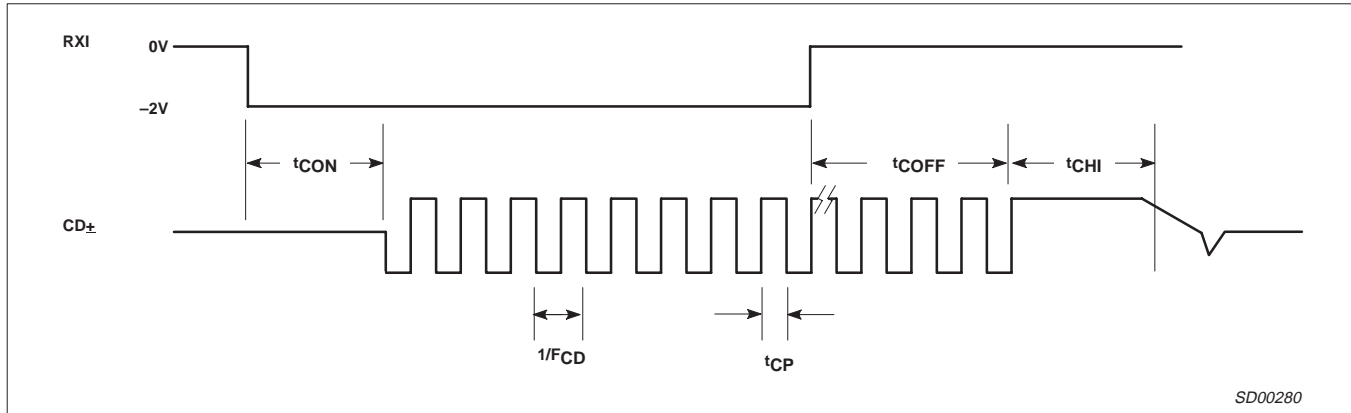 RXI
0V
–2V
tCON
tCOFF
tCHI
CD±
1/FCD
tCP
SD00280